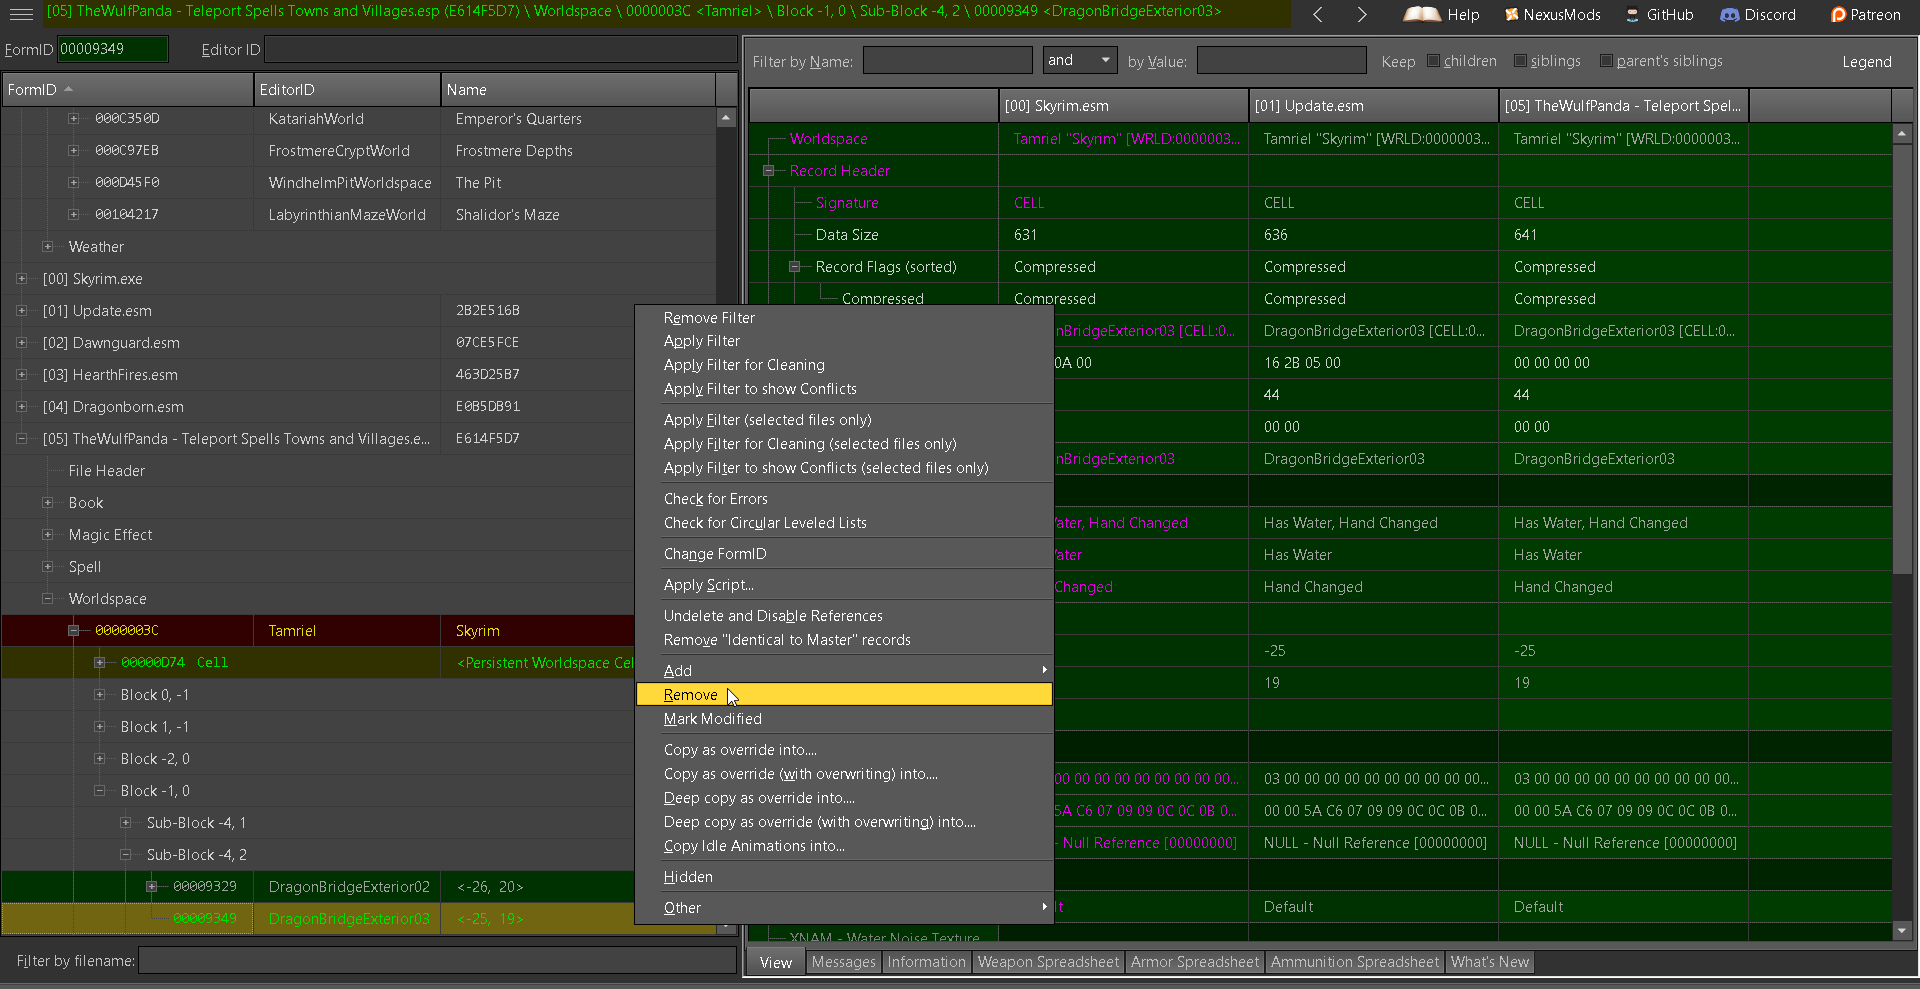 [05] TheWulfPanda - Teleport Spells Towns and Villages.esp (E614F5D7) \ Worldspace \ 0000003C <Tamriel> \ Block -1, 0 \ Sub-Block -4, 2 \ 00009349 <DragonBridgeExterior03>
Help NexusMods GitHub Discord Patreon
FormID 00009349 Editor ID
FormID EditorID Name
000C350D KatariahWorld Emperor's Quarters
000C97EB FrostmereCryptWorld Frostmere Depths
000D45F0 WindhelmPitWorldspace The Pit
00104217 LabyrinthianMazeWorld Shalidor's Maze
Weather
[00] Skyrim.exe
[01] Update.esm 2B2E516B
[02] Dawnguard.esm 07CE5FCE
[03] HearthFires.esm 463D25B7
[04] Dragonborn.esm E0B5DB91
[05] TheWulfPanda - Teleport Spells Towns and Villages.e... E614F5D7
File Header
Book
Magic Effect
Spell
Worldspace
0000003C Tamriel Skyrim
00000D74 Cell <Persistent Worldspace Cel
Block 0, -1
Block 1, -1
Block -2, 0
Block -1, 0
Sub-Block -4, 1
Sub-Block -4, 2
00009329 DragonBridgeExterior02 <-26, 20>
00009349 DragonBridgeExterior03 <-25, 19>
Filter by filename:
Remove Filter
Apply Filter
Apply Filter for Cleaning
Apply Filter to show Conflicts
Apply Filter (selected files only)
Apply Filter for Cleaning (selected files only)
Apply Filter to show Conflicts (selected files only)
Check for Errors
Check for Circular Leveled Lists
Change FormID
Apply Script...
Undelete and Disable References
Remove "Identical to Master" records
Add
Remove
Mark Modified
Copy as override into....
Copy as override (with overwriting) into....
Deep copy as override into....
Deep copy as override (with overwriting) into....
Copy Idle Animations into...
Hidden
Other
Filter by Name: and by Value: Keep children siblings parent's siblings Legend
[00] Skyrim.esm [01] Update.esm [05] TheWulfPanda - Teleport Spel...
Worldspace Tamriel "Skyrim" [WRLD:0000003... Tamriel "Skyrim" [WRLD:0000003... Tamriel "Skyrim" [WRLD:0000003...
Record Header
Signature CELL CELL CELL
Data Size 631 636 641
Record Flags (sorted) Compressed Compressed Compressed
Compressed Compressed Compressed Compressed
nBridgeExterior03 [CELL:0... DragonBridgeExterior03 [CELL:0... DragonBridgeExterior03 [CELL:0...
0A 00 16 2B 05 00 00 00 00 00
44 44
00 00 00 00
nBridgeExterior03 DragonBridgeExterior03 DragonBridgeExterior03
ater, Hand Changed Has Water, Hand Changed Has Water, Hand Changed
ater Has Water Has Water
Changed Hand Changed Hand Changed
-25 -25
19 19
00 00 00 00 00 00 00 00 00... 03 00 00 00 00 00 00 00 00 00... 03 00 00 00 00 00 00 00 00 00...
5A C6 07 09 09 0C 0C 0B 0... 00 00 5A C6 07 09 09 0C 0C 0B 0... 00 00 5A C6 07 09 09 0C 0C 0B 0...
- Null Reference [00000000] NULL - Null Reference [00000000] NULL - Null Reference [00000000]
lt Default Default
XNAM - Water Noise Texture
View Messages Information Weapon Spreadsheet Armor Spreadsheet Ammunition Spreadsheet What's New